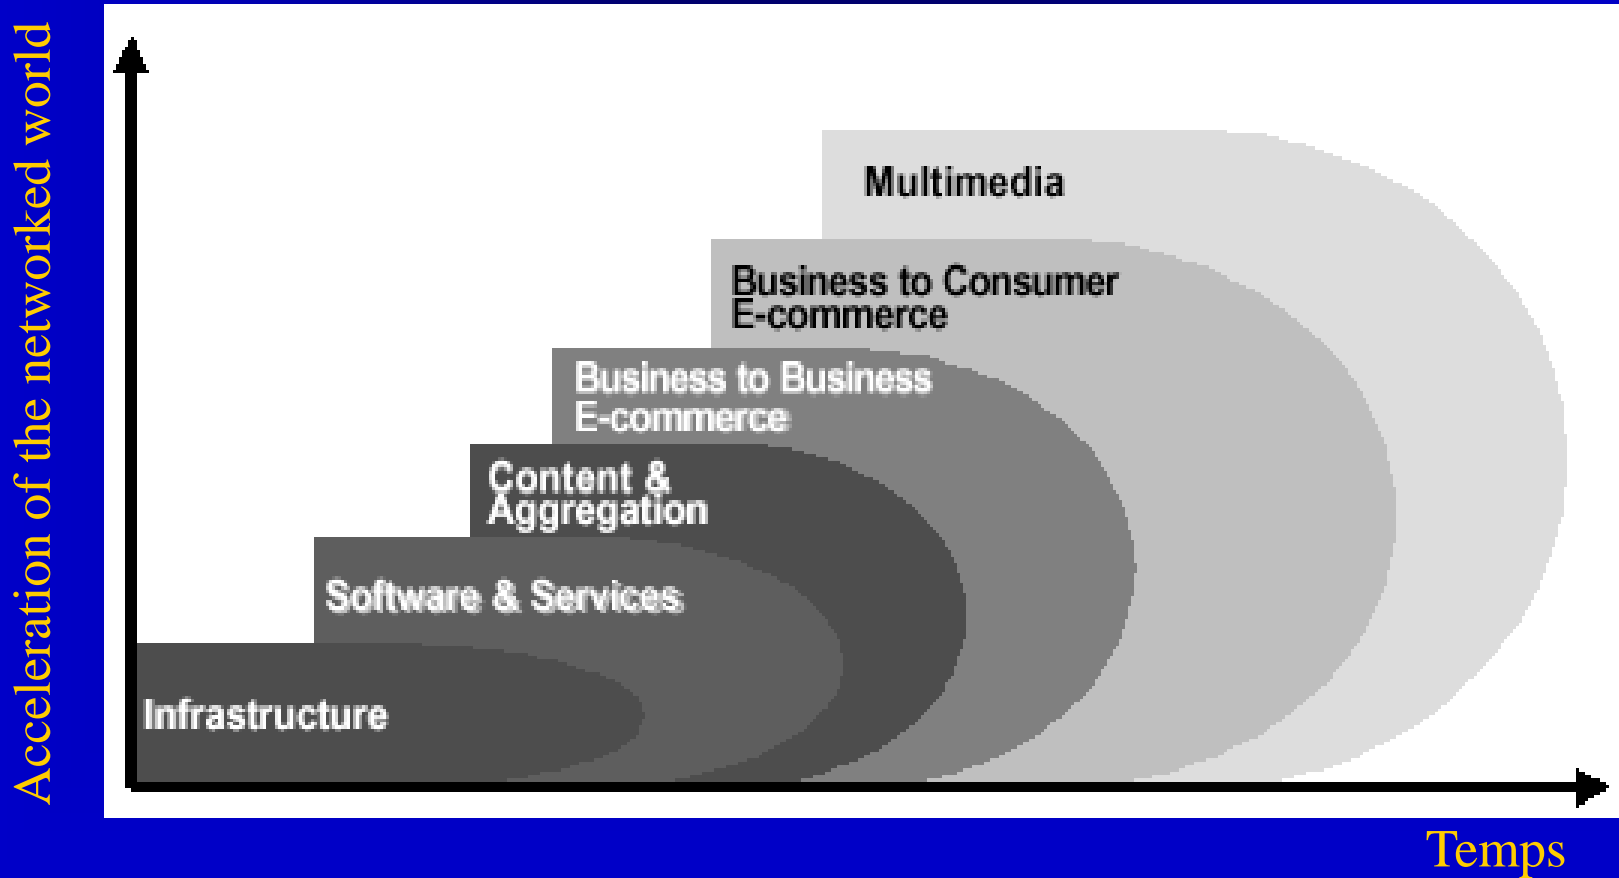 Acceleration of the networked world
Multimedia
Business to Consumer
E-commerce
Business to Business
E-commerce
Content &
Aggregation
Software & Services
Infrastructure
Temps